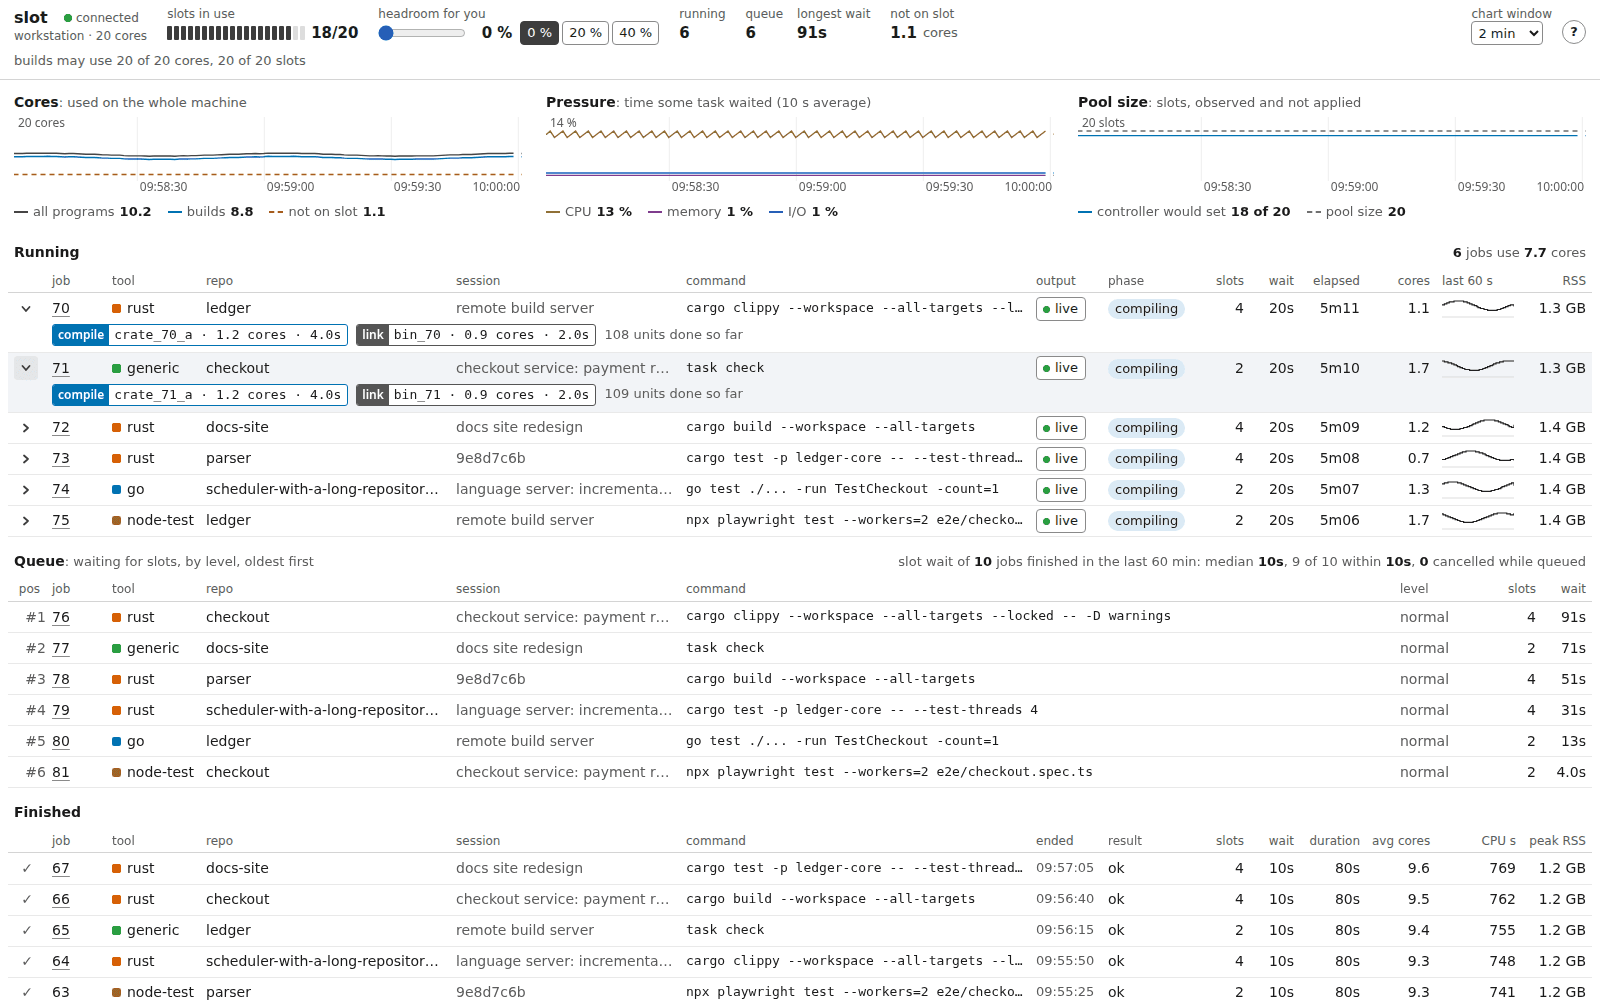 slot connected slots in use headroom for you running queue longest wait not on slot chart window
workstation · 20 cores 18/20 0 % 0 % 20 % 40 % 6 6 91s 1.1 cores 2 min ?
builds may use 20 of 20 cores, 20 of 20 slots
Cores: used on the whole machine
20 cores
09:58:30 09:59:00 09:59:30 10:00:00
all programs 10.2 builds 8.8 not on slot 1.1
Pressure: time some task waited (10 s average)
14 %
09:58:30 09:59:00 09:59:30 10:00:00
CPU 13 % memory 1 % I/O 1 %
Pool size: slots, observed and not applied
20 slots
09:58:30 09:59:00 09:59:30 10:00:00
controller would set 18 of 20 pool size 20
Running 6 jobs use 7.7 cores
job tool repo session command output phase slots wait elapsed cores last 60 s RSS
70 rust ledger remote build server cargo clippy --workspace --all-targets --l… live compiling 4 20s 5m11 1.1 1.3 GB
compile crate_70_a · 1.2 cores · 4.0s link bin_70 · 0.9 cores · 2.0s 108 units done so far
71 generic checkout checkout service: payment r… task check live compiling 2 20s 5m10 1.7 1.3 GB
compile crate_71_a · 1.2 cores · 4.0s link bin_71 · 0.9 cores · 2.0s 109 units done so far
72 rust docs-site docs site redesign cargo build --workspace --all-targets live compiling 4 20s 5m09 1.2 1.4 GB
73 rust parser 9e8d7c6b cargo test -p ledger-core -- --test-thread… live compiling 4 20s 5m08 0.7 1.4 GB
74 go scheduler-with-a-long-repositor… language server: incrementa… go test ./... -run TestCheckout -count=1 live compiling 2 20s 5m07 1.3 1.4 GB
75 node-test ledger remote build server npx playwright test --workers=2 e2e/checko… live compiling 2 20s 5m06 1.7 1.4 GB
Queue: waiting for slots, by level, oldest first slot wait of 10 jobs finished in the last 60 min: median 10s, 9 of 10 within 10s, 0 cancelled while queued
pos job tool repo session command level slots wait
#1 76 rust checkout checkout service: payment r… cargo clippy --workspace --all-targets --locked -- -D warnings normal 4 91s
#2 77 generic docs-site docs site redesign task check normal 2 71s
#3 78 rust parser 9e8d7c6b cargo build --workspace --all-targets normal 4 51s
#4 79 rust scheduler-with-a-long-repositor… language server: incrementa… cargo test -p ledger-core -- --test-threads 4 normal 4 31s
#5 80 go ledger remote build server go test ./... -run TestCheckout -count=1 normal 2 13s
#6 81 node-test checkout checkout service: payment r… npx playwright test --workers=2 e2e/checkout.spec.ts normal 2 4.0s
Finished
job tool repo session command ended result slots wait duration avg cores CPU s peak RSS
✓ 67 rust docs-site docs site redesign cargo test -p ledger-core -- --test-thread… 09:57:05 ok 4 10s 80s 9.6 769 1.2 GB
✓ 66 rust checkout checkout service: payment r… cargo build --workspace --all-targets 09:56:40 ok 4 10s 80s 9.5 762 1.2 GB
✓ 65 generic ledger remote build server task check 09:56:15 ok 2 10s 80s 9.4 755 1.2 GB
✓ 64 rust scheduler-with-a-long-repositor… language server: incrementa… cargo clippy --workspace --all-targets --l… 09:55:50 ok 4 10s 80s 9.3 748 1.2 GB
✓ 63 node-test parser 9e8d7c6b npx playwright test --workers=2 e2e/checko… 09:55:25 ok 2 10s 80s 9.3 741 1.2 GB